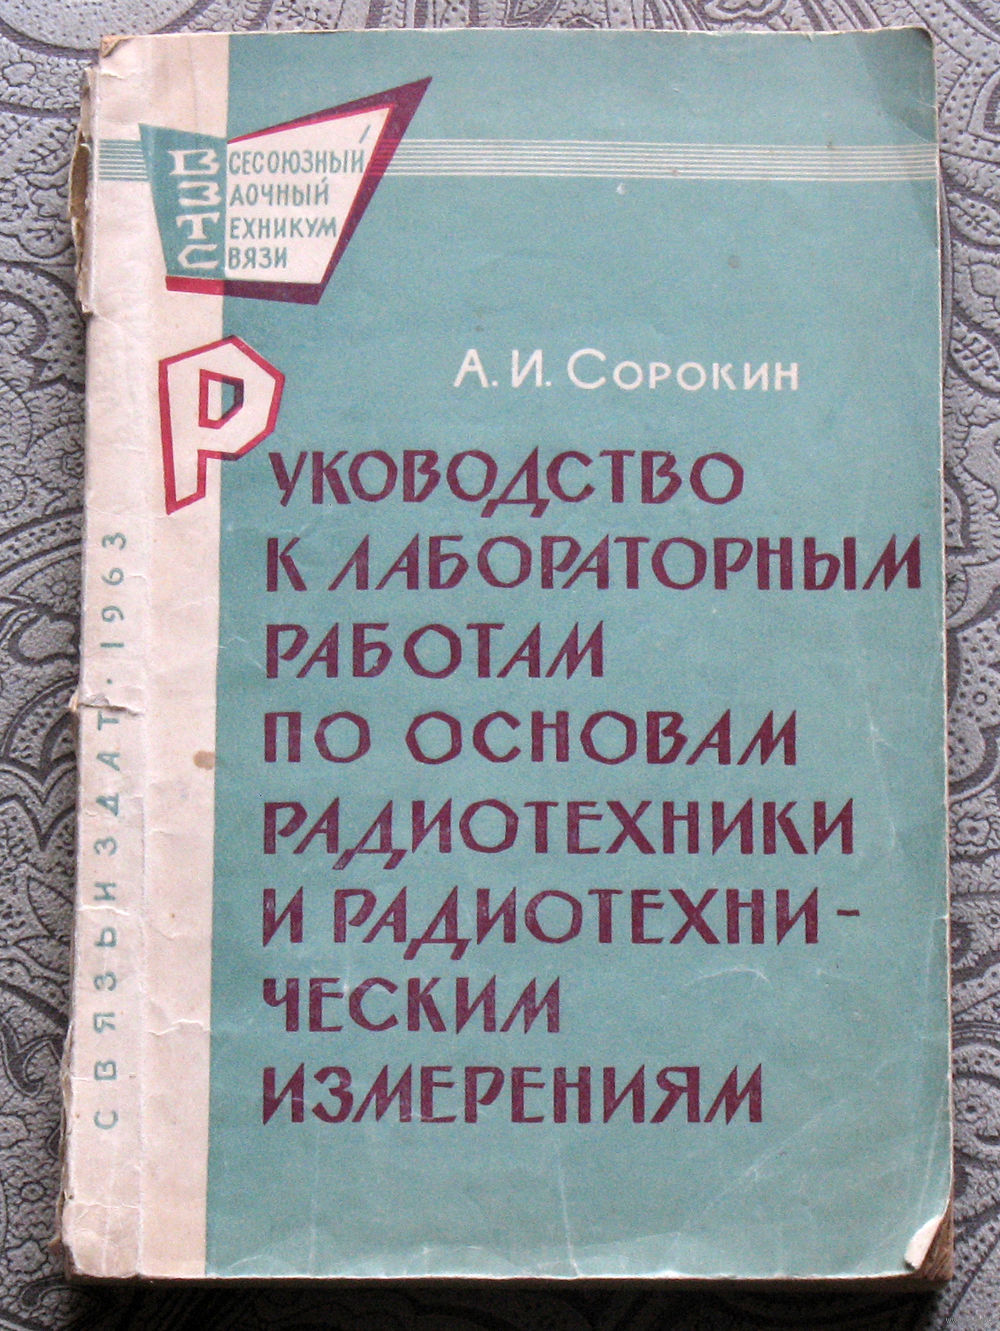 ВСЕСОЮЗНЫЙ
ЗАОЧНЫЙ
ТЕХНИКУМ
СВЯЗИ
А. И. СОРОКИН
РУКОВОДСТВО
К ЛАБОРАТОРНЫМ
РАБОТАМ
ПО ОСНОВАМ
РАДИОТЕХНИКИ
И РАДИОТЕХНИ-
ЧЕСКИМ
ИЗМЕРЕНИЯМ
СВЯЗЬИЗДАТ · 1963